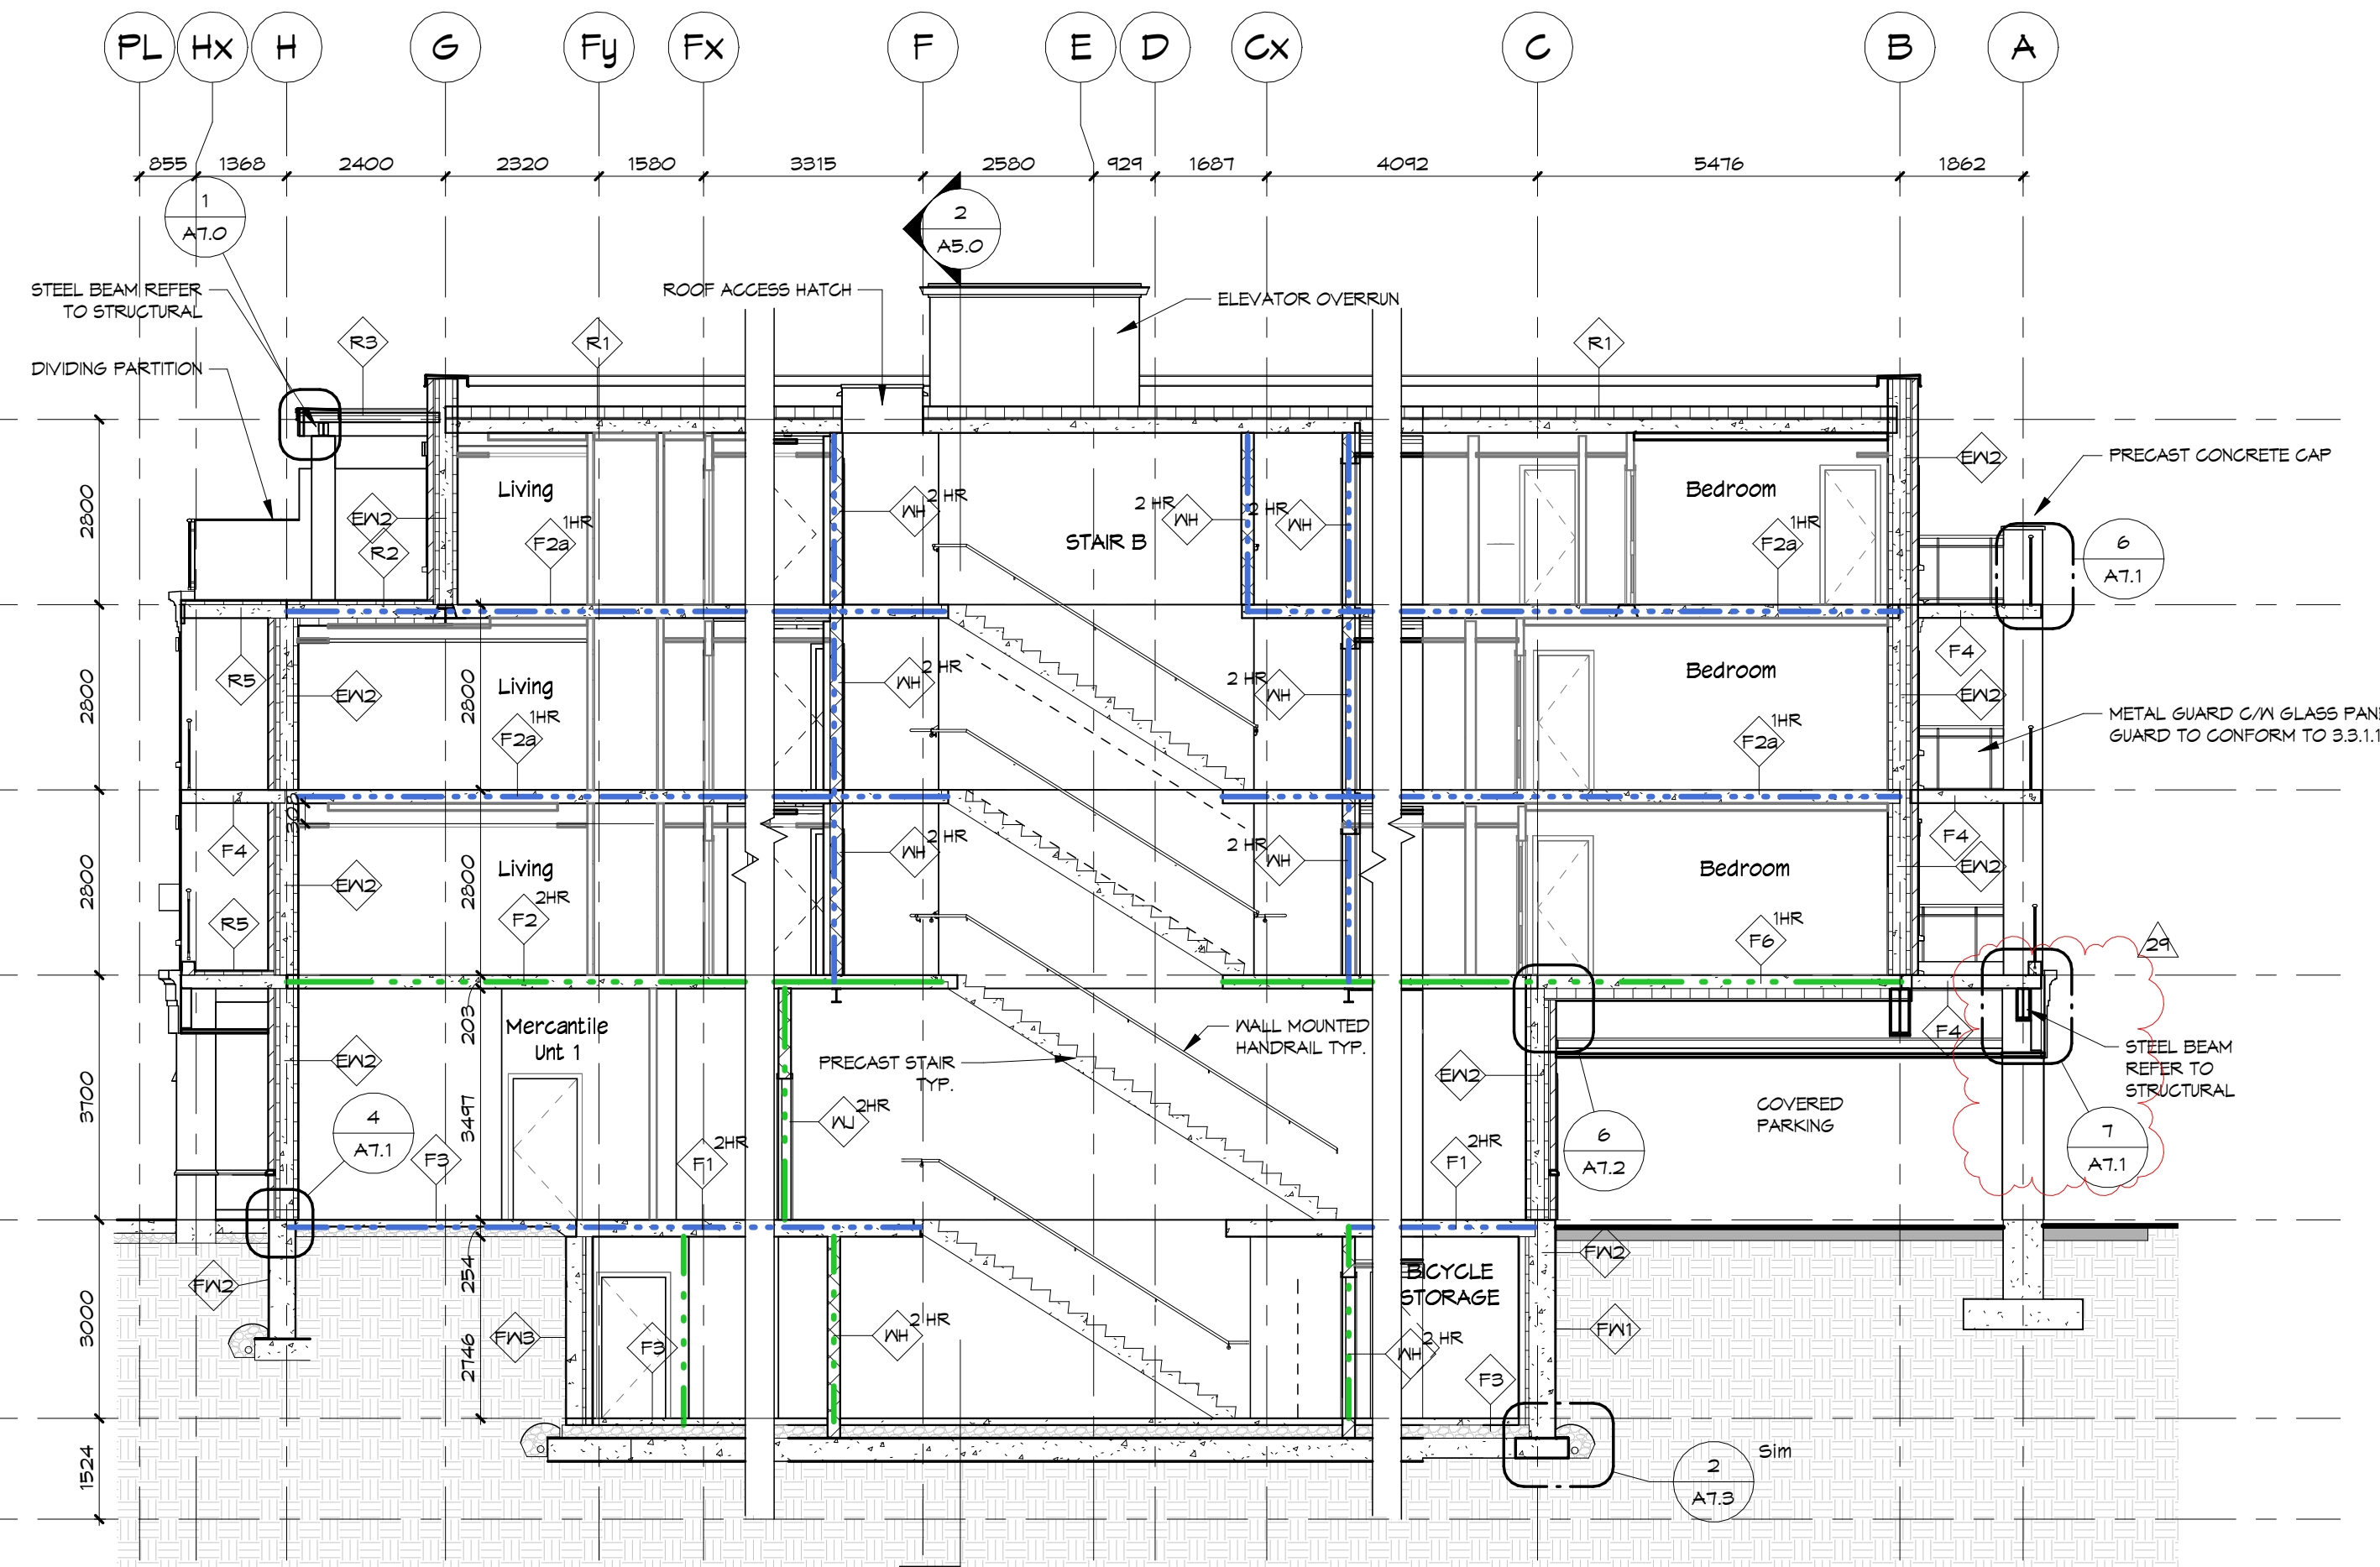 PL Hx H G Fy Fx F E D Cx C B A
855 1368 2400 2320 1580 3315 2580 929 1687 4092 5476 1862
1
A7.0
2
A5.0
STEEL BEAM REFER
TO STRUCTURAL
ROOF ACCESS HATCH
ELEVATOR OVERRUN
R3
R1
R1
DIVIDING PARTITION
EW2
PRECAST CONCRETE CAP
2800
Living
Bedroom
EW2
R2
F2a
1HR
WH
2 HR
STAIR B
2 HR
WH
2 HR
WH
F2a
1HR
6
A7.1
R5
EW2
2800
2800
Living
F2a
1HR
WH
2 HR
2 HR
WH
Bedroom
F2a
1HR
F4
EW2
METAL GUARD C/W GLASS PAN
GUARD TO CONFORM TO 3.3.1.1
305
F4
EW2
R5
2800
2800
Living
F2
2HR
WH
2 HR
2 HR
WH
Bedroom
F6
1HR
F4
EW2
29
203
Mercantile
Unt 1
EW2
WALL MOUNTED
HANDRAIL TYP.
PRECAST STAIR
TYP.
F4
STEEL BEAM
REFER TO
STRUCTURAL
EW2
3700
3497
4
A7.1
F3
F1
2HR
WJ
2HR
F1
2HR
COVERED
PARKING
6
A7.2
7
A7.1
FW2
254
FW2
BICYCLE
STORAGE
3000
2746
FW3
F3
WH
2 HR
WH
2 HR
FW1
F3
1524
2
A7.3
Sim